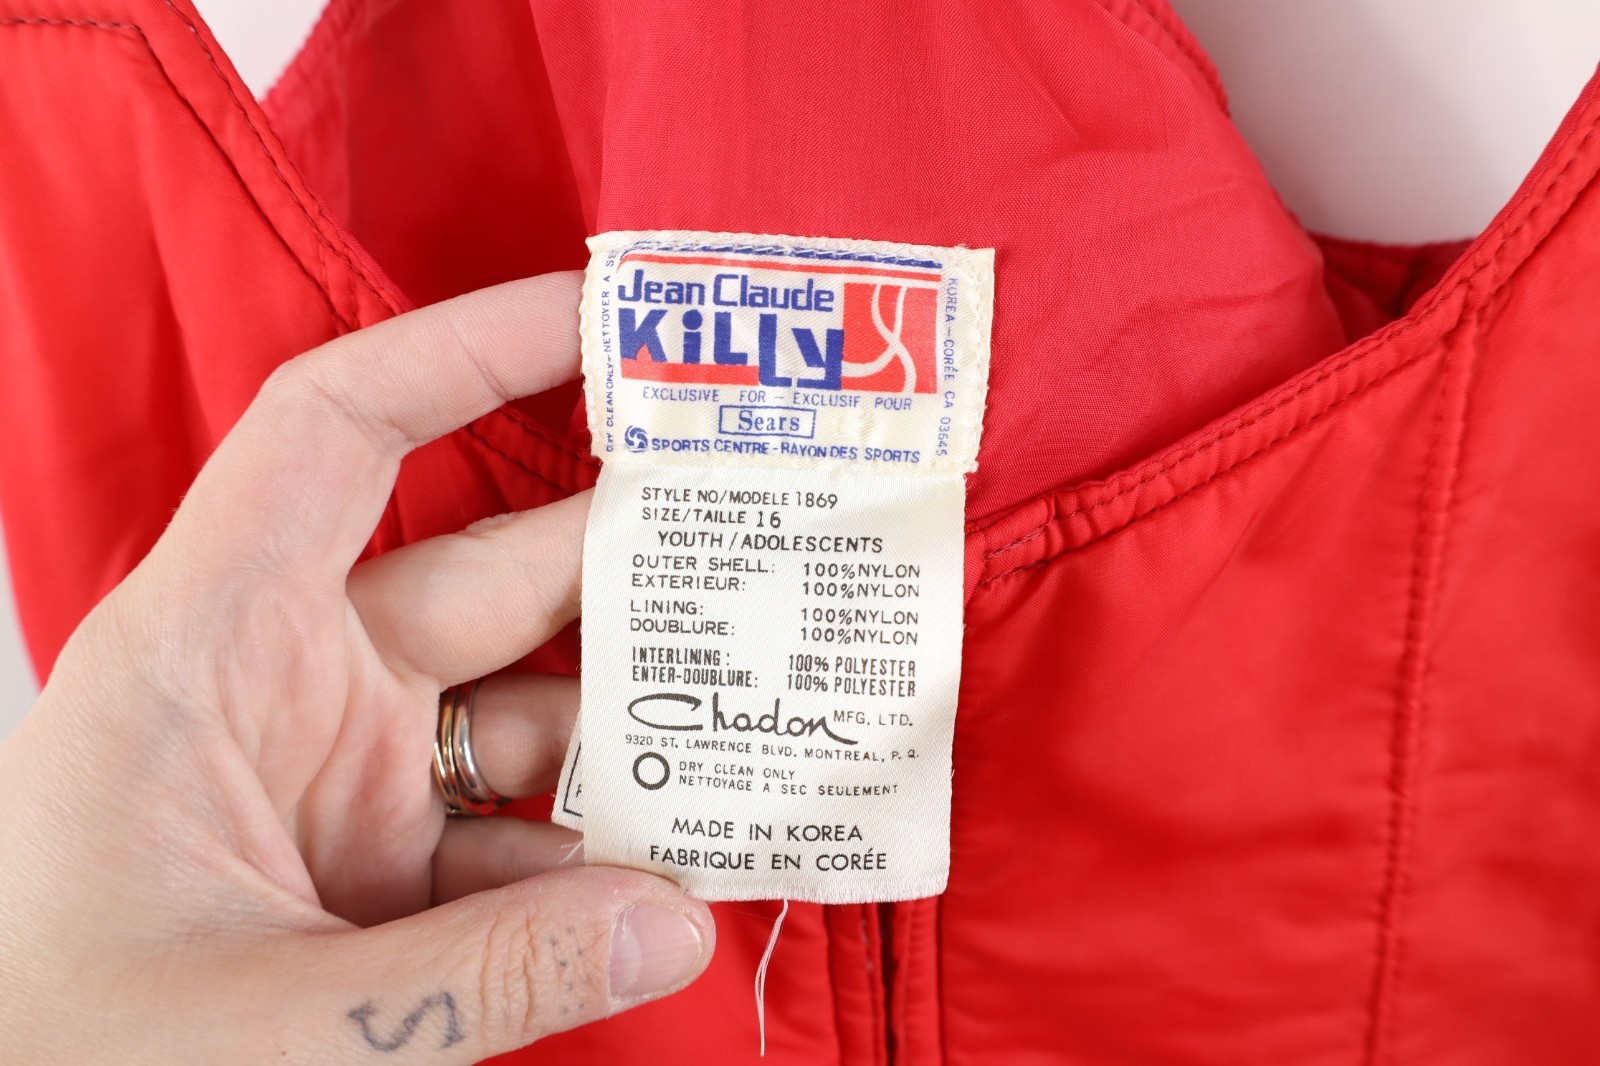 Jean Claude
KiLLy
EXCLUSIVE FOR - EXCLUSIF POUR
Sears
SPORTS CENTRE - RAYON DES SPORTS
DRY CLEAN ONLY - NETTOYER A SE
KOREA - CORÉE CA 03645
STYLE NO/MODELE 1869
SIZE/TAILLE 16
YOUTH / ADOLESCENTS
OUTER SHELL: 100%NYLON
EXTERIEUR: 100%NYLON
LINING: 100%NYLON
DOUBLURE: 100%NYLON
INTERLINING: 100% POLYESTER
ENTER-DOUBLURE: 100% POLYESTER
Chadon MFG. LTD.
9320 ST. LAWRENCE BLVD. MONTREAL, P. Q.
DRY CLEAN ONLY
NETTOYAGE A SEC SEULEMENT
MADE IN KOREA
FABRIQUE EN CORÉE
S